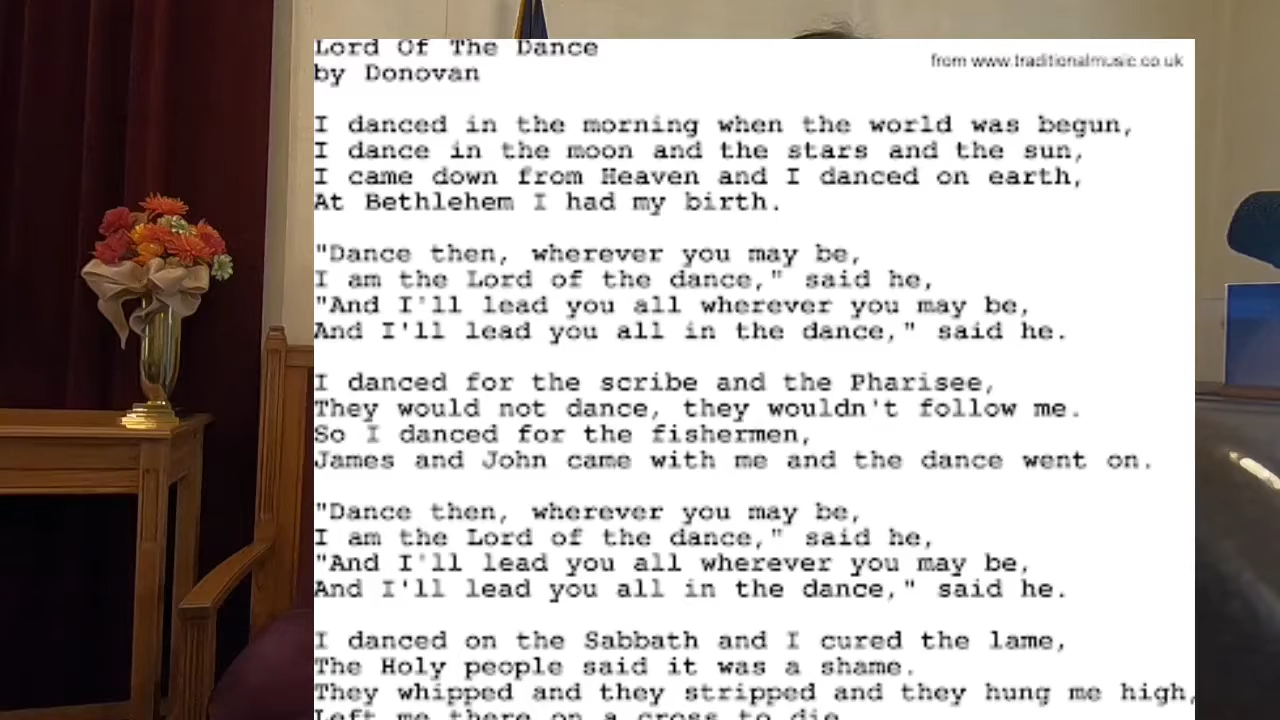 Lord Of The Dance
from www.traditionalmusic.co.uk
by Donovan
I danced in the morning when the world was begun,
I dance in the moon and the stars and the sun,
I came down from Heaven and I danced on earth,
At Bethlehem I had my birth.
"Dance then, wherever you may be,
I am the Lord of the dance," said he,
"And I'll lead you all wherever you may be,
And I'll lead you all in the dance," said he.
I danced for the scribe and the Pharisee,
They would not dance, they wouldn't follow me.
So I danced for the fishermen,
James and John came with me and the dance went on.
"Dance then, wherever you may be,
I am the Lord of the dance," said he,
"And I'll lead you all wherever you may be,
And I'll lead you all in the dance," said he.
I danced on the Sabbath and I cured the lame,
The Holy people said it was a shame.
They whipped and they stripped and they hung me high,
Left me there on a cross to die